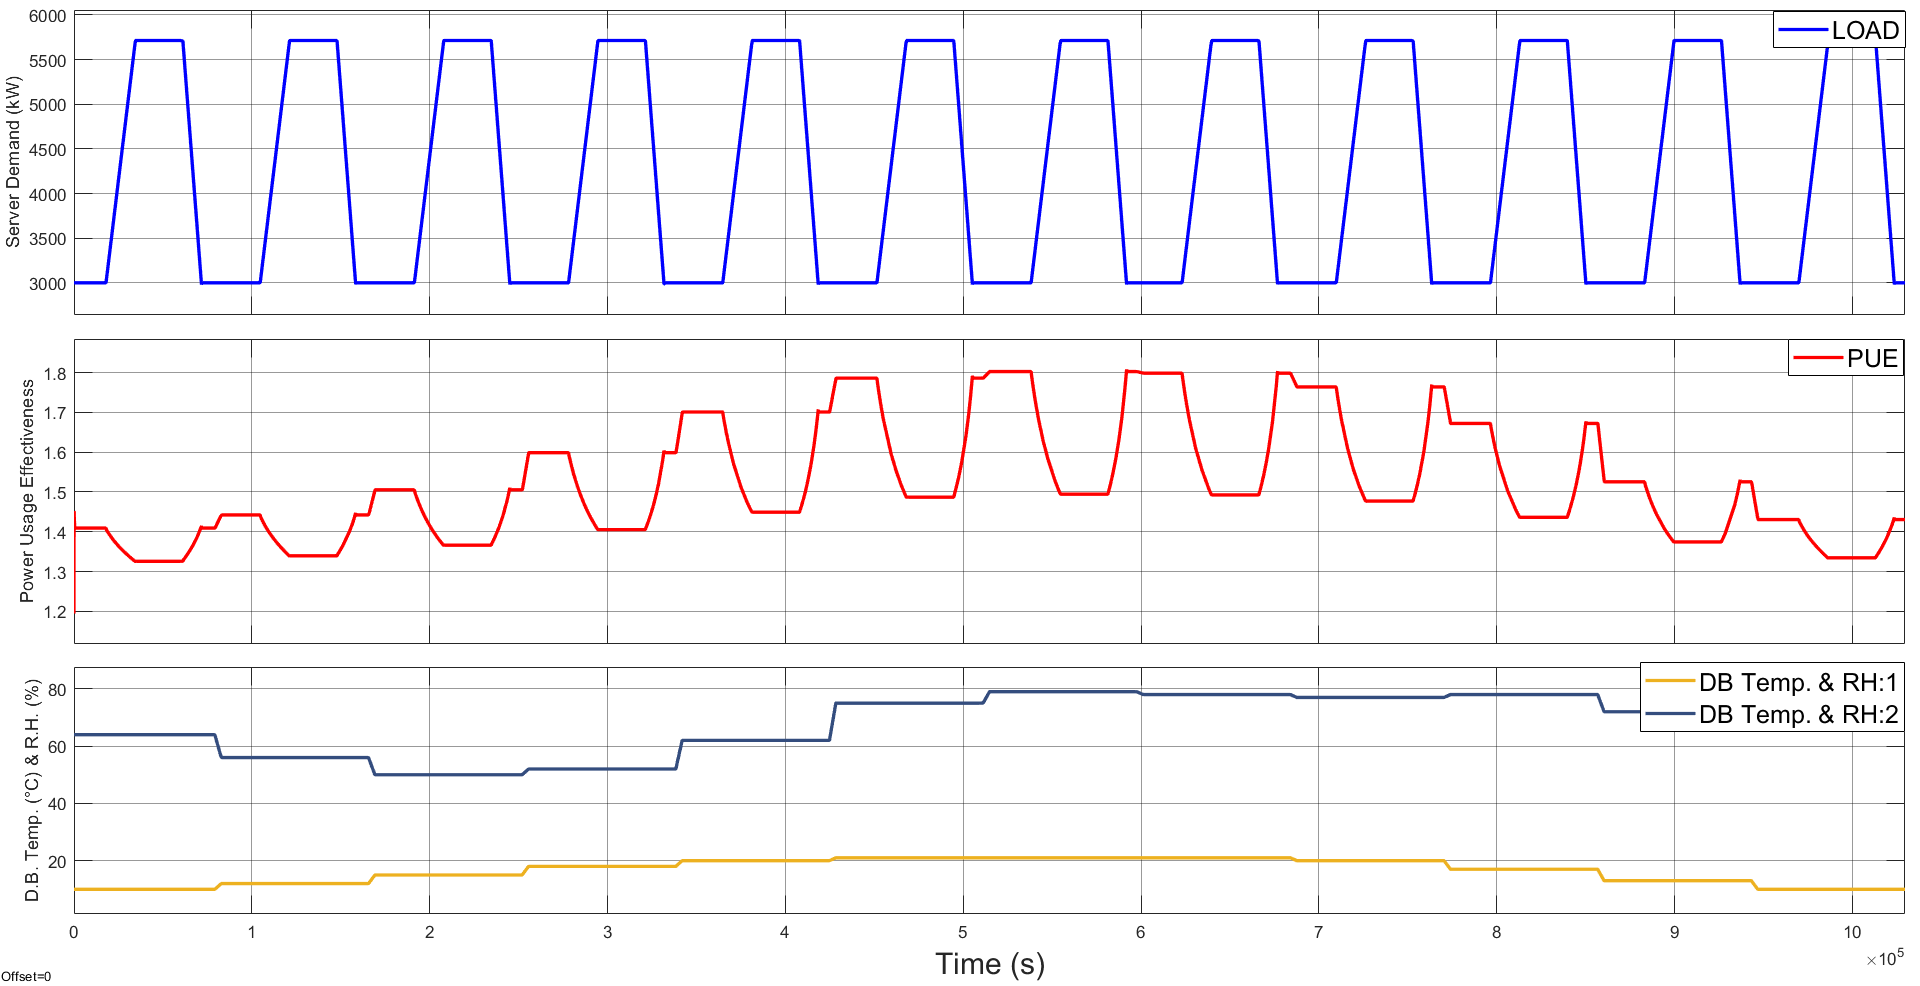 6000
5500
5000
4500
4000
3500
3000
Server Demand (kW)
LOAD
1.8
1.7
1.6
1.5
1.4
1.3
1.2
Power Usage Effectiveness
PUE
80
60
40
20
D.B. Temp. (°C) & R.H. (%)
DB Temp. & RH:1
DB Temp. & RH:2
0 1 2 3 4 5 6 7 8 9 10
×10⁵
Time (s)
Offset=0